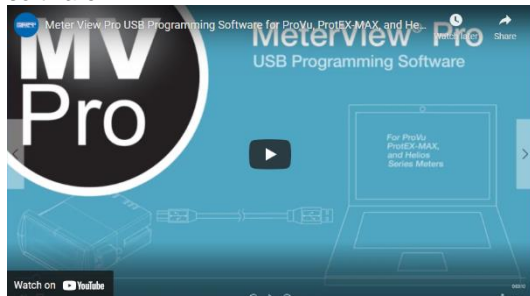 Meter View Pro USB Programming Software for ProVu, ProtEX-MAX, and He...
Watch later
Share
MV
Pro
MeterView® Pro
USB Programming Software
For ProVu,
ProtEX-MAX,
and Helios
Series Meters
Watch on YouTube